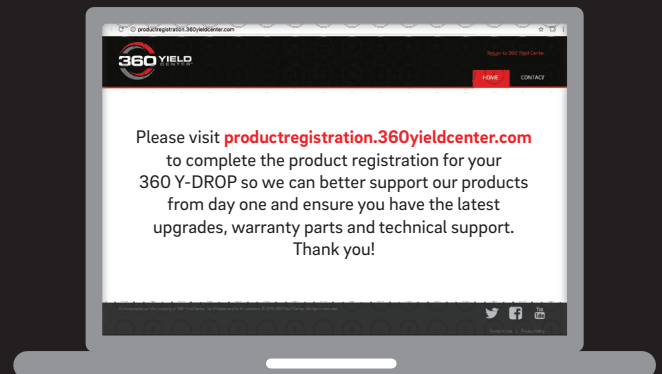 productregistration.360yieldcenter.com
360 YIELD
CENTER
Return to 360 Yield Center
HOME CONTACT
Please visit productregistration.360yieldcenter.com
to complete the product registration for your
360 Y-DROP so we can better support our products
from day one and ensure you have the latest
upgrades, warranty parts and technical support.
Thank you!
You
Tube